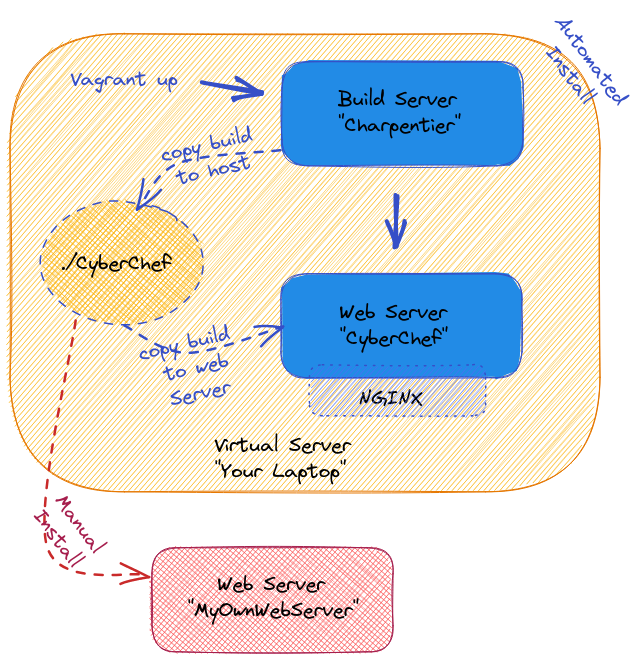 Automated
Install
Vagrant up
Build Server
"Charpentier"
copy build
to host
./CyberChef
Web Server
"CyberChef"
copy build
to web
Server
NGINX
Virtual Server
"Your Laptop"
Manual
Install
Web Server
"MyOwnWebServer"